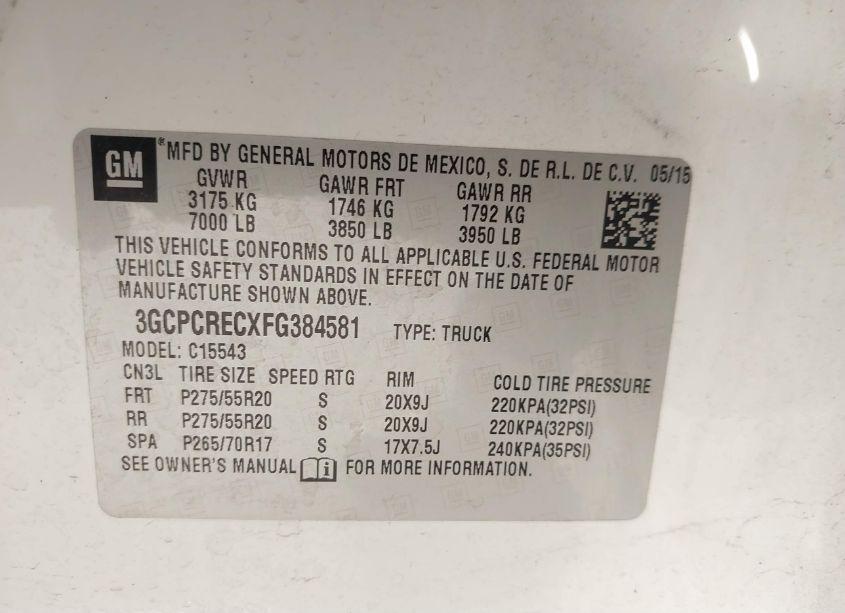 GM ® MFD BY GENERAL MOTORS DE MEXICO, S. DE R.L. DE C.V. 05/15
GVWR GAWR FRT GAWR RR
3175 KG 1746 KG 1792 KG
7000 LB 3850 LB 3950 LB
THIS VEHICLE CONFORMS TO ALL APPLICABLE U.S. FEDERAL MOTOR
VEHICLE SAFETY STANDARDS IN EFFECT ON THE DATE OF
MANUFACTURE SHOWN ABOVE.
3GCPCRECXFG384581 TYPE: TRUCK
MODEL: C15543
CN3L TIRE SIZE SPEED RTG RIM COLD TIRE PRESSURE
FRT P275/55R20 S 20X9J 220KPA(32PSI)
RR P275/55R20 S 20X9J 220KPA(32PSI)
SPA P265/70R17 S 17X7.5J 240KPA(35PSI)
SEE OWNER'S MANUAL i FOR MORE INFORMATION.